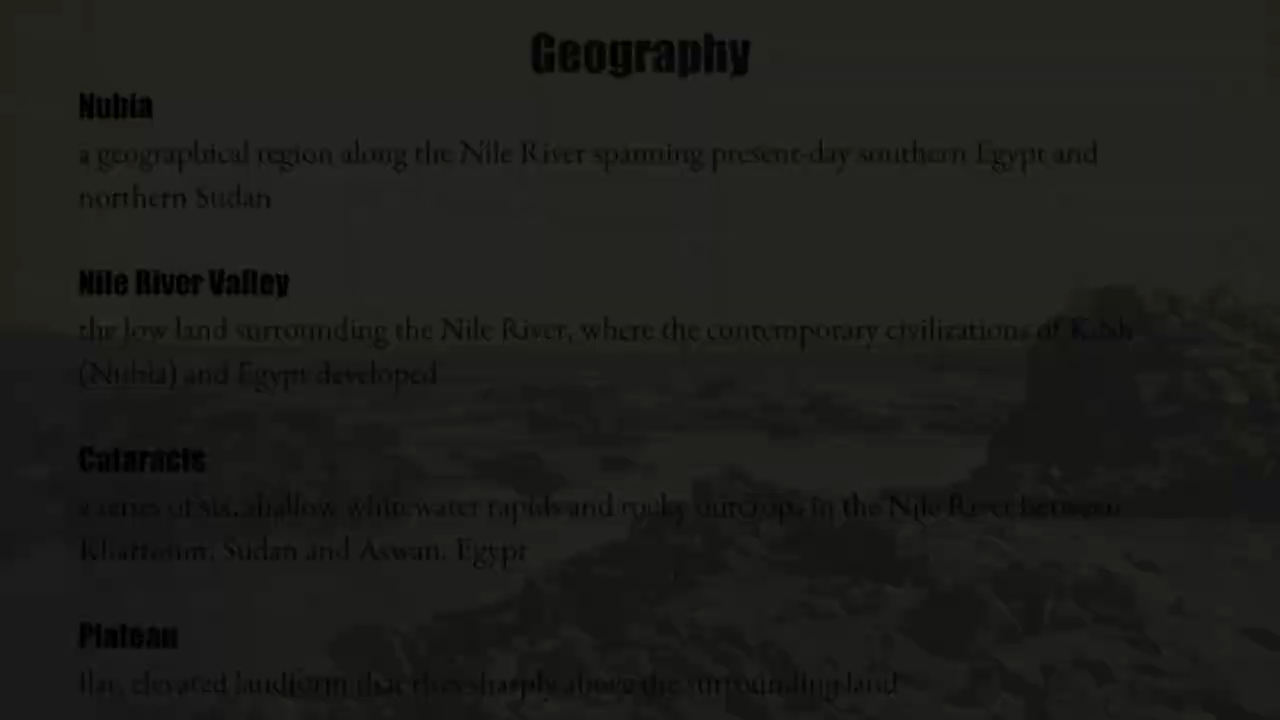 Geography
Nubia
a geographical region along the Nile River spanning present-day southern Egypt and
northern Sudan
Nile River Valley
the low land surrounding the Nile River, where the contemporary civilizations of Kush
(Nubia) and Egypt developed
Cataracts
a series of six, shallow whitewater rapids and rocky outcrops in the Nile River between
Khartoum, Sudan and Aswan, Egypt
Plateau
flat, elevated landform that rises sharply above the surrounding land